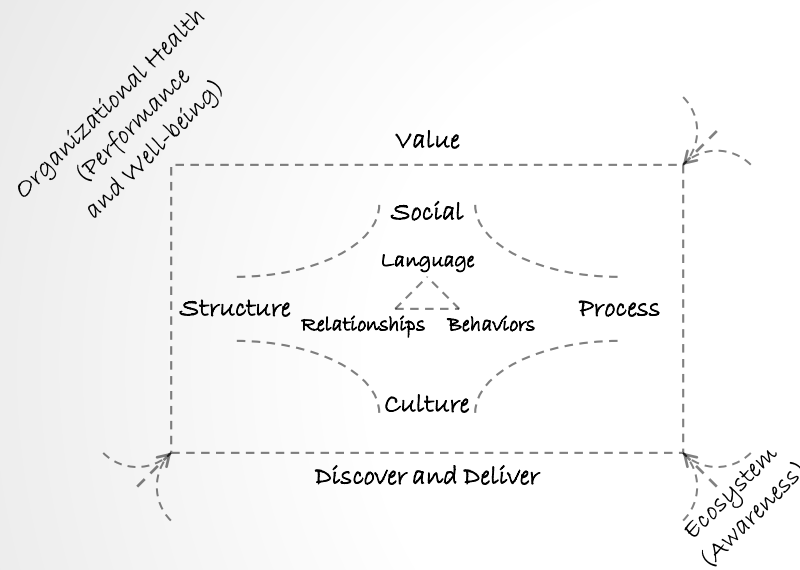 Organizational Health
(Performance
and Well-being)
Value
Social
Language
Structure
Process
Relationships
Behaviors
Culture
Discover and Deliver
Ecosystem
(Awareness)